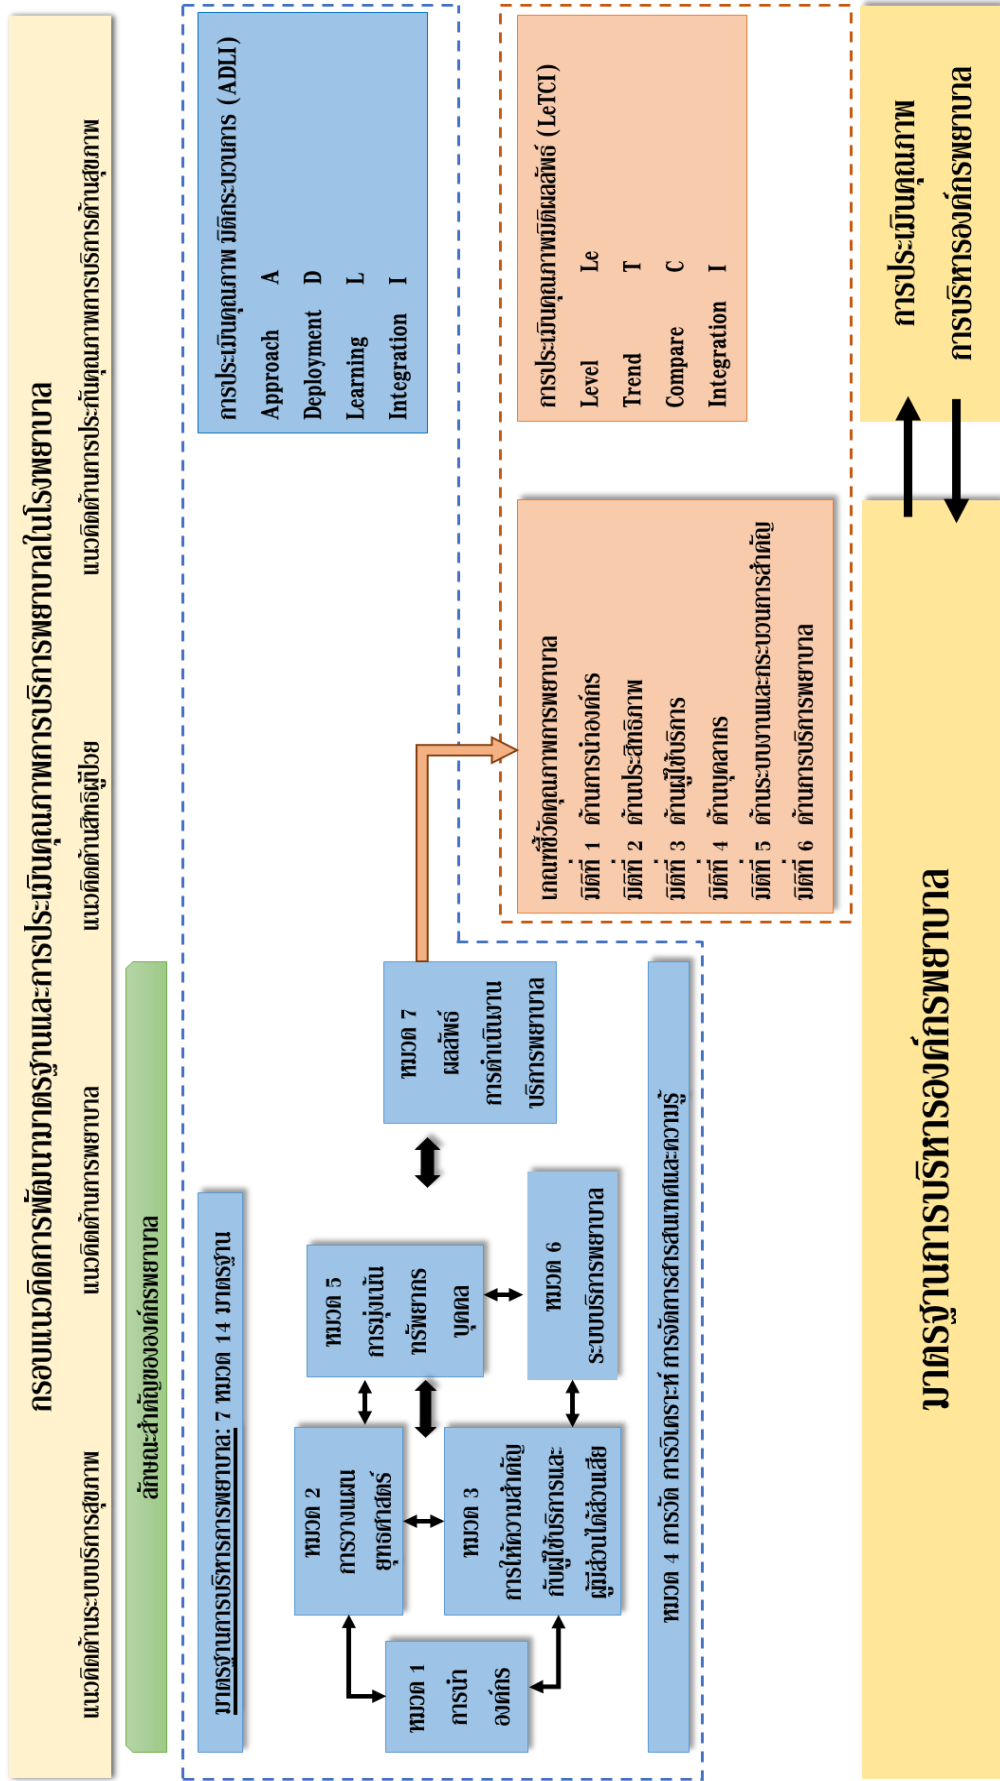 กรอบแนวคิดการพัฒนามาตรฐานและการประเมินคุณภาพการบริการพยาบาลในโรงพยาบาล
แนวคิดด้านระบบบริการสุขภาพ แนวคิดด้านการพยาบาล แนวคิดด้านสิทธิผู้ป่วย แนวคิดด้านการประกันคุณภาพการบริการด้านสุขภาพ
ลักษณะสำคัญขององค์กรพยาบาล
มาตรฐานการบริหารการพยาบาล: 7 หมวด 14 มาตรฐาน
หมวด 1
การนำ
องค์กร
หมวด 2
การวางแผน
ยุทธศาสตร์
หมวด 3
การให้ความสำคัญ
กับผู้ใช้บริการและ
ผู้มีส่วนได้ส่วนเสีย
หมวด 5
การมุ่งเน้น
ทรัพยากร
บุคคล
หมวด 6
ระบบบริการพยาบาล
หมวด 7
ผลลัพธ์
การดำเนินงาน
บริการพยาบาล
หมวด 4 การวัด การวิเคราะห์ การจัดการสารสนเทศและความรู้
การประเมินคุณภาพ มิติกระบวนการ (ADLI)
Approach A
Deployment D
Learning L
Integration I
เกณฑ์ชี้วัดคุณภาพการพยาบาล
มิติที่ 1 ด้านการนำองค์กร
มิติที่ 2 ด้านประสิทธิภาพ
มิติที่ 3 ด้านผู้ใช้บริการ
มิติที่ 4 ด้านบุคลากร
มิติที่ 5 ด้านระบบงานและกระบวนการสำคัญ
มิติที่ 6 ด้านการบริการพยาบาล
การประเมินคุณภาพมิติผลลัพธ์ (LeTCI)
Level Le
Trend T
Compare C
Integration I
มาตรฐานการบริหารองค์กรพยาบาล
การประเมินคุณภาพ
การบริหารองค์กรพยาบาล